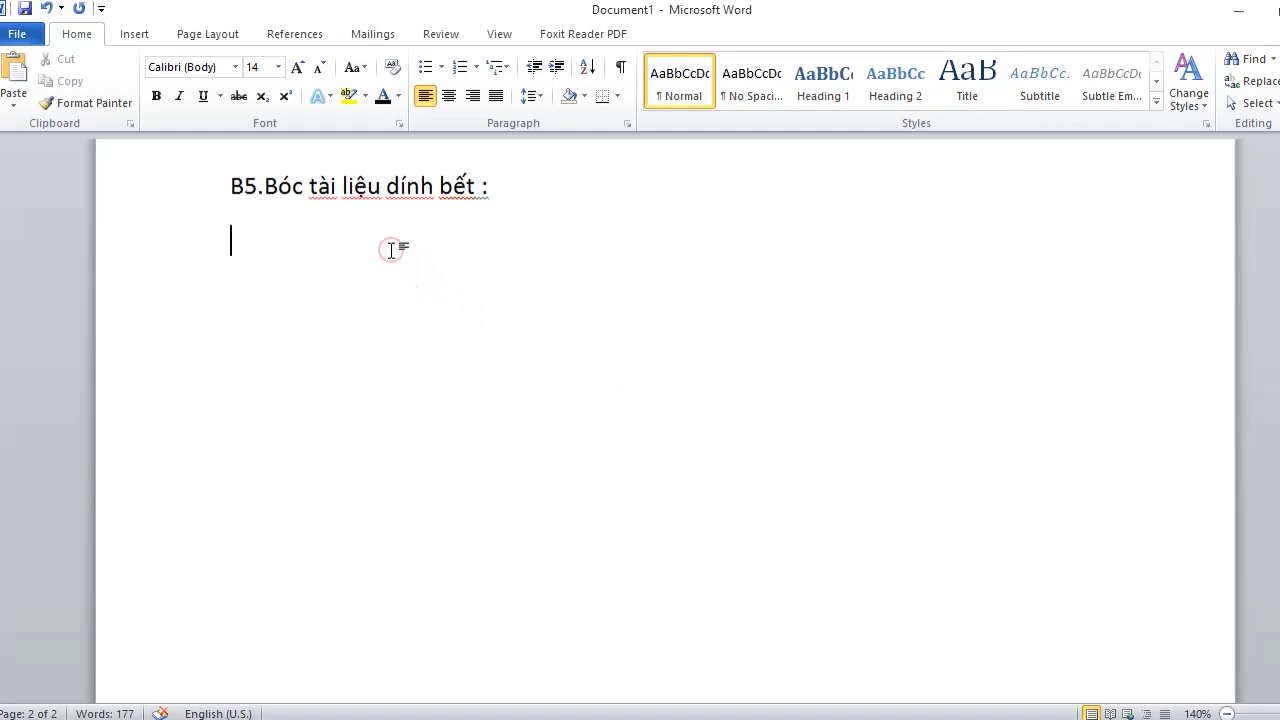 Document1 - Microsoft Word
File Home Insert Page Layout References Mailings Review View Foxit Reader PDF
Paste
Cut
Copy
Format Painter
Clipboard
Calibri (Body) 14
Font
Paragraph
AaBbCcDc AaBbCcDc AaBbC AaBbCc AaB AaBbCc. AaBbCcDc
¶ Normal ¶ No Spaci... Heading 1 Heading 2 Title Subtitle Subtle Em...
Styles
Change
Styles
Find
Replace
Select
Editing
B5.Bóc tài liệu dính bết :
Page: 2 of 2 Words: 177 English (U.S.) 140%